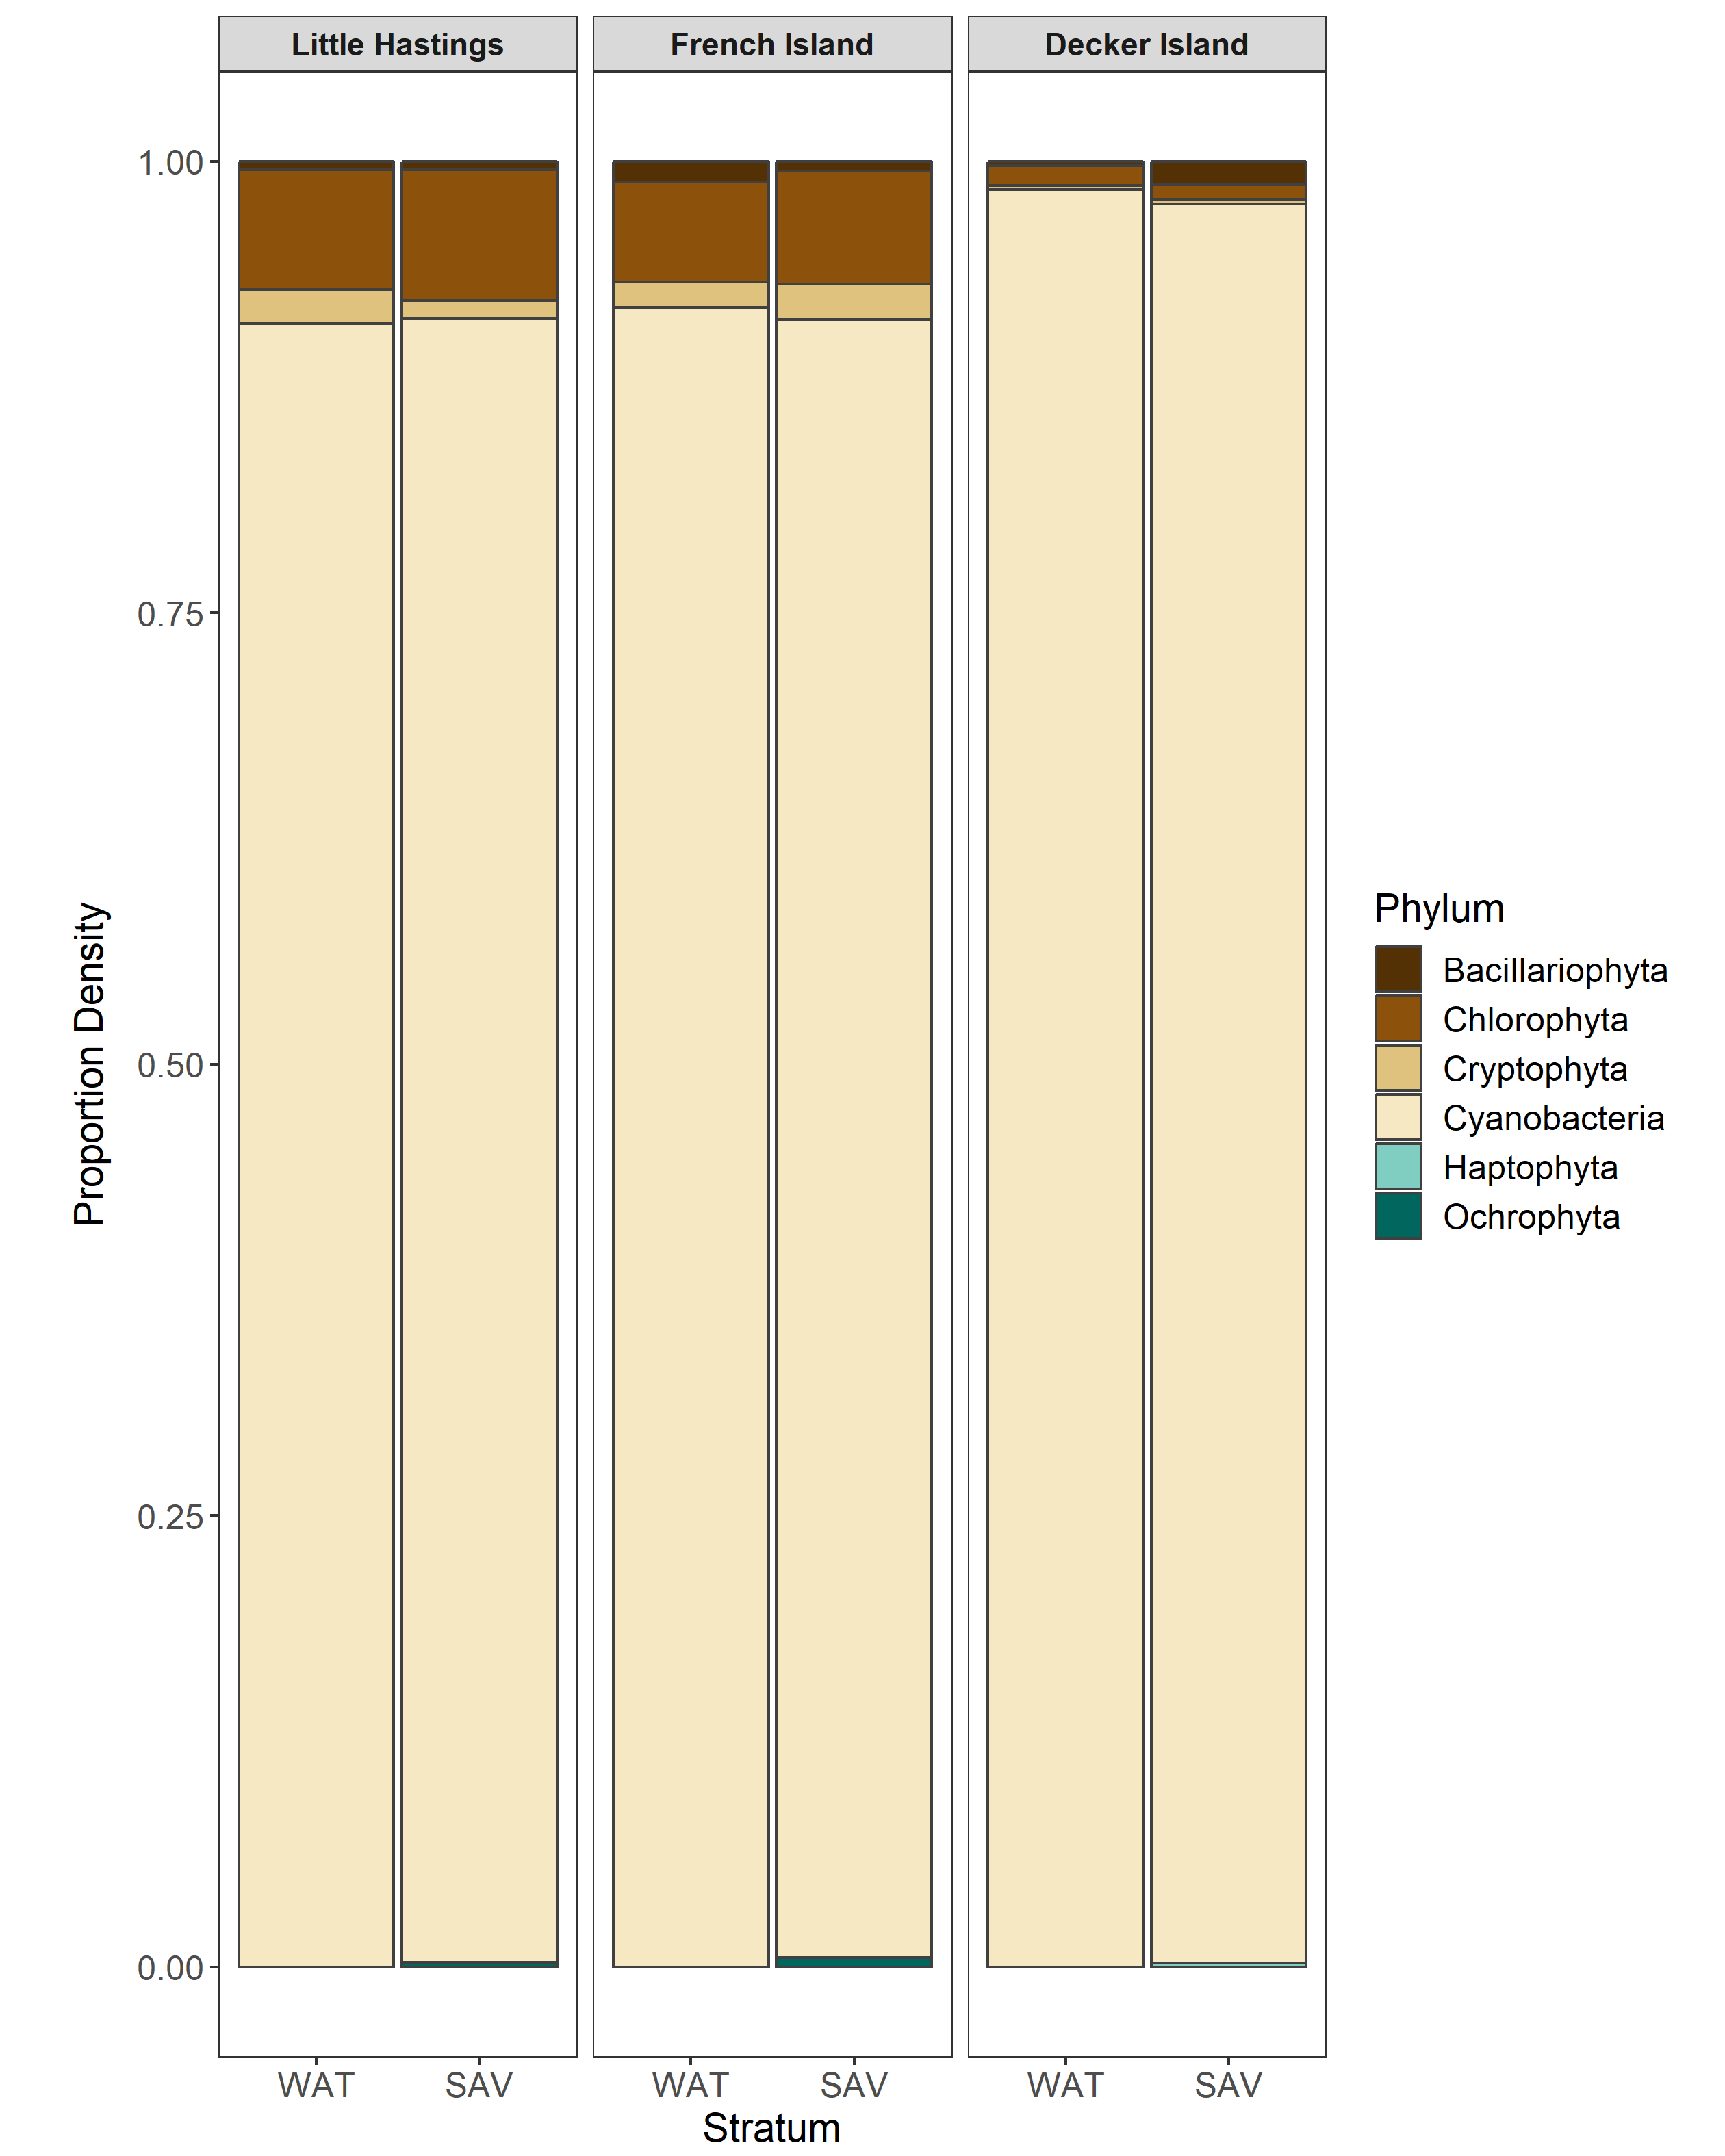 Little Hastings
French Island
Decker Island
1.00
0.75
0.50
0.25
0.00
Proportion Density
WAT
SAV
WAT
SAV
WAT
SAV
Stratum
Phylum
Bacillariophyta
Chlorophyta
Cryptophyta
Cyanobacteria
Haptophyta
Ochrophyta